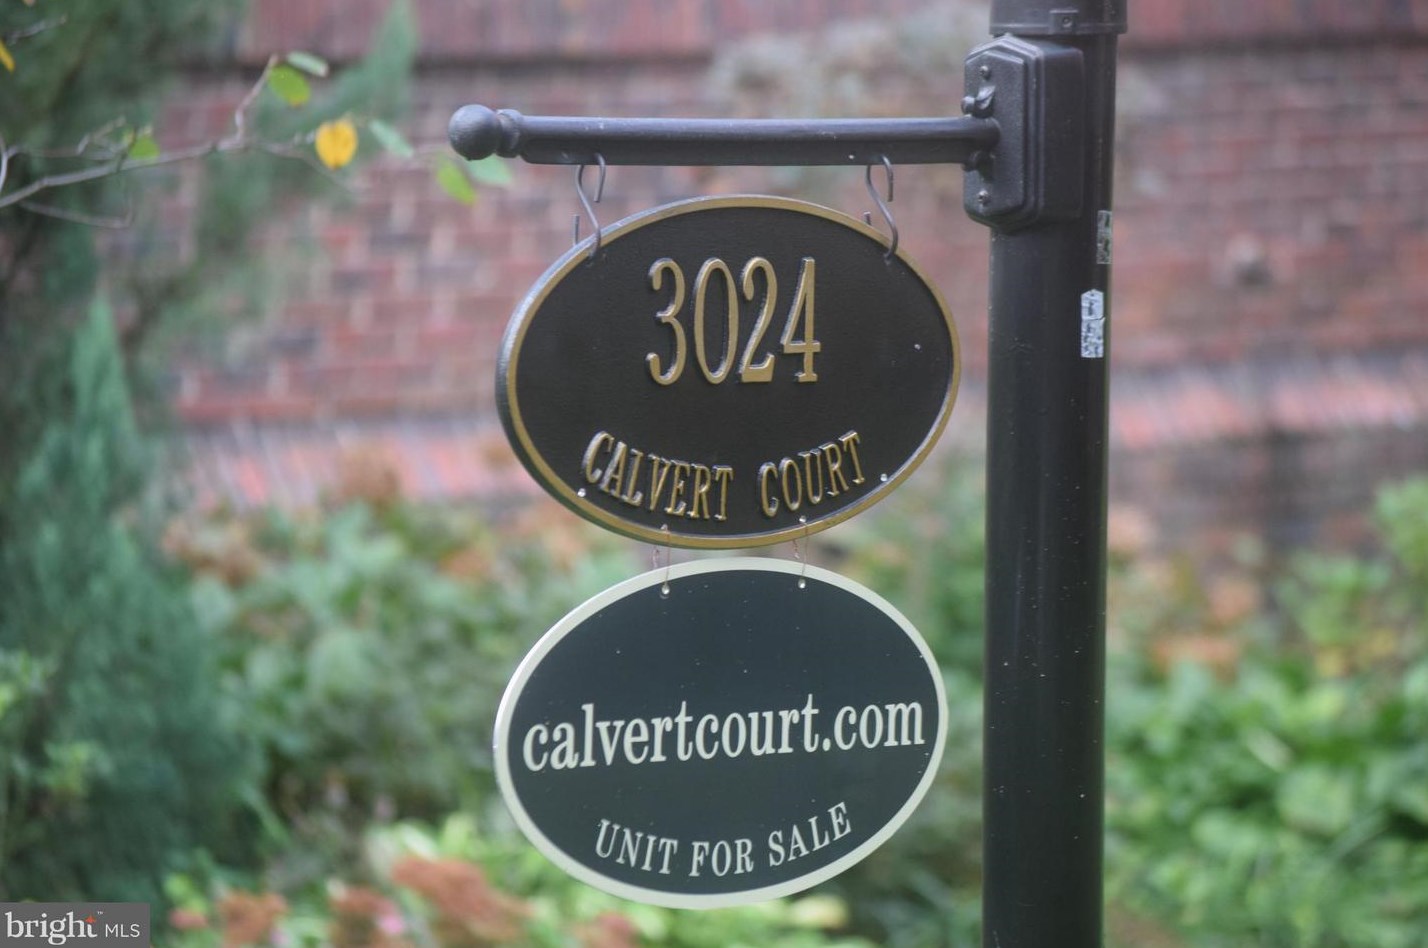 3024
CALVERT COURT
calvertcourt.com
UNIT FOR SALE
bright MLS